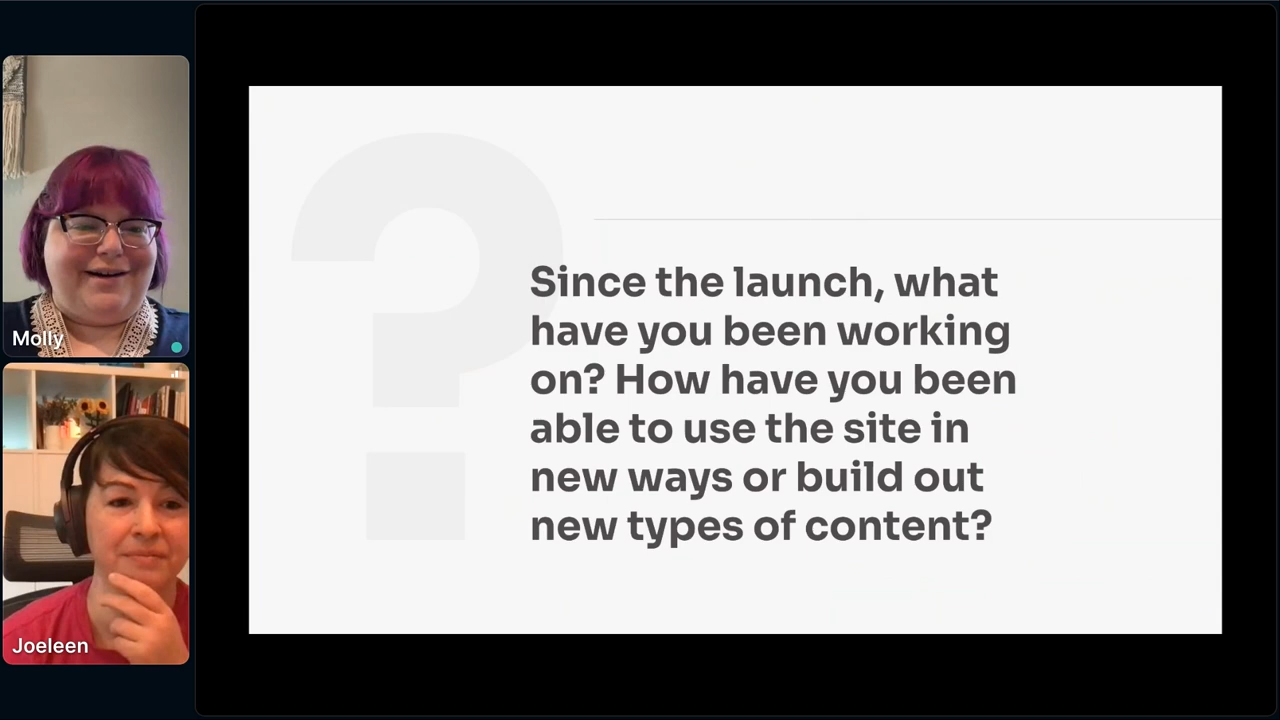 Molly
Joeleen
Since the launch, what
have you been working
on? How have you been
able to use the site in
new ways or build out
new types of content?